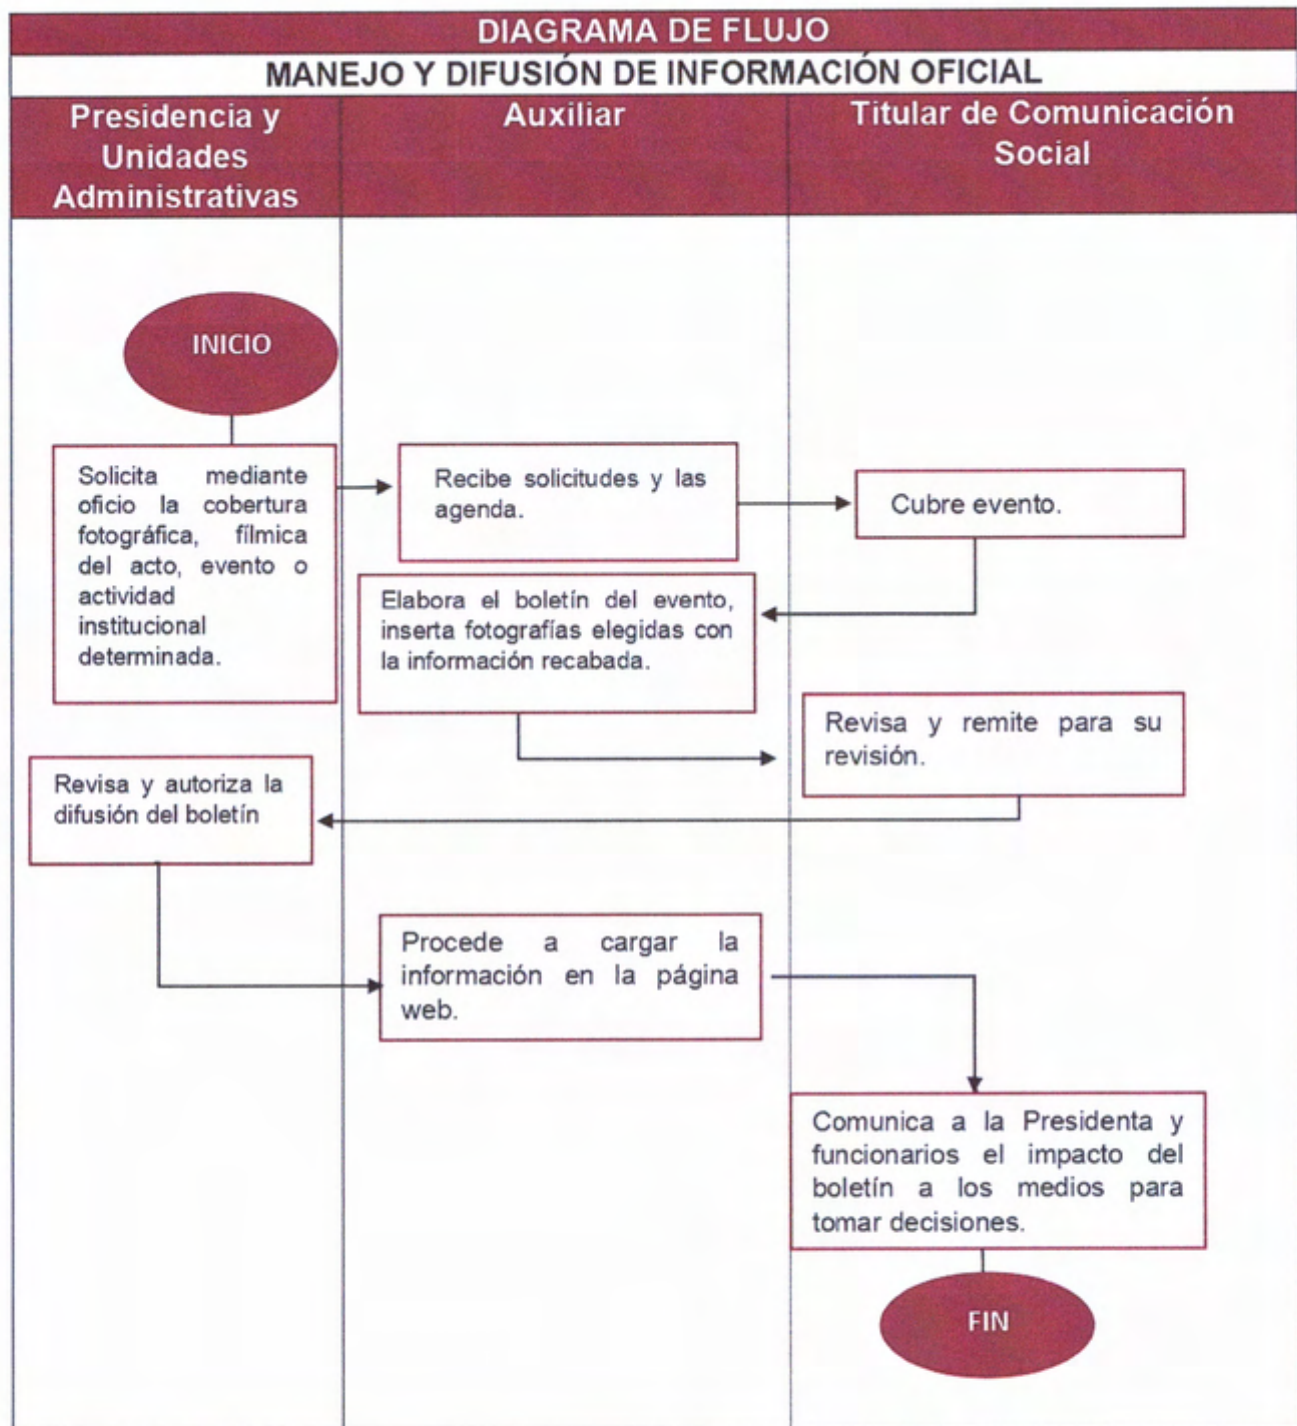 DIAGRAMA DE FLUJO
MANEJO Y DIFUSIÓN DE INFORMACIÓN OFICIAL
Presidencia y
Unidades
Administrativas
Auxiliar
Titular de Comunicación
Social
INICIO
Solicita mediante
oficio la cobertura
fotográfica, fílmica
del acto, evento o
actividad
institucional
determinada.
Recibe solicitudes y las
agenda.
Cubre evento.
Elabora el boletín del evento,
inserta fotografías elegidas con
la información recabada.
Revisa y remite para su
revisión.
Revisa y autoriza la
difusión del boletín
Procede a cargar la
información en la página
web.
Comunica a la Presidenta y
funcionarios el impacto del
boletín a los medios para
tomar decisiones.
FIN